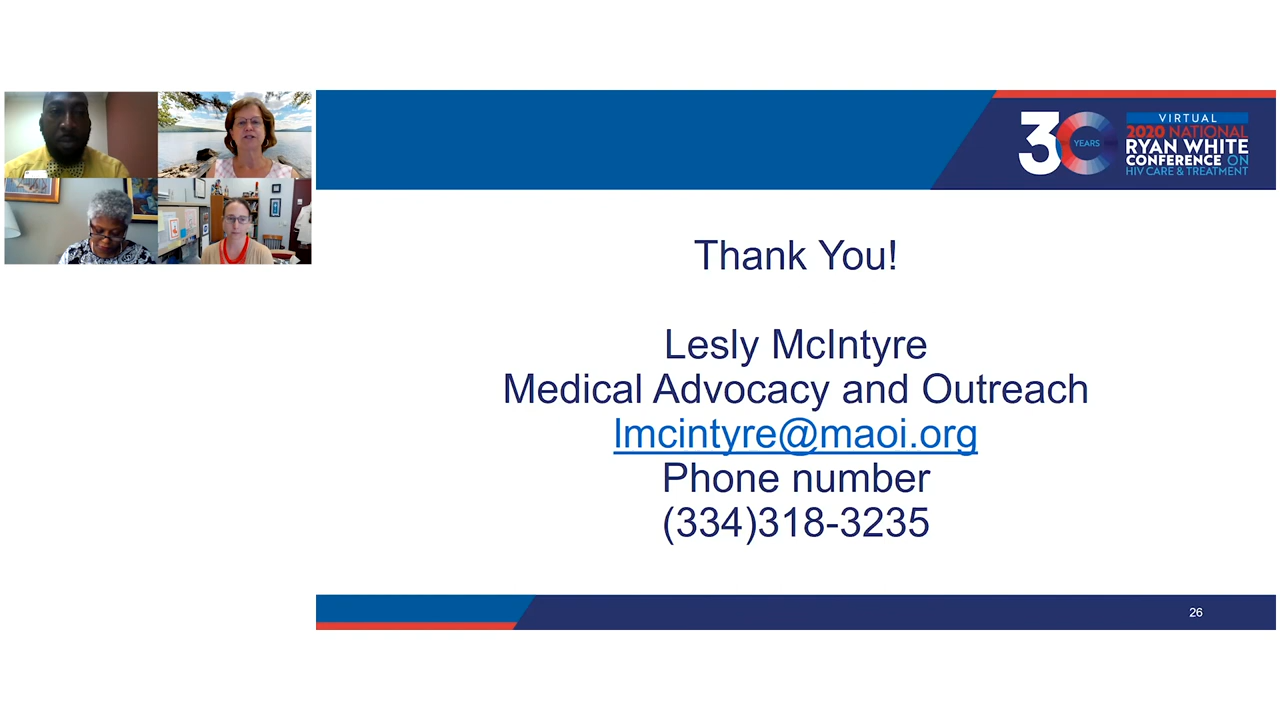 30 YEARS
VIRTUAL
2020 NATIONAL
RYAN WHITE
CONFERENCE ON
HIV CARE & TREATMENT
Thank You!
Lesly McIntyre
Medical Advocacy and Outreach
lmcintyre@maoi.org
Phone number
(334)318-3235
26